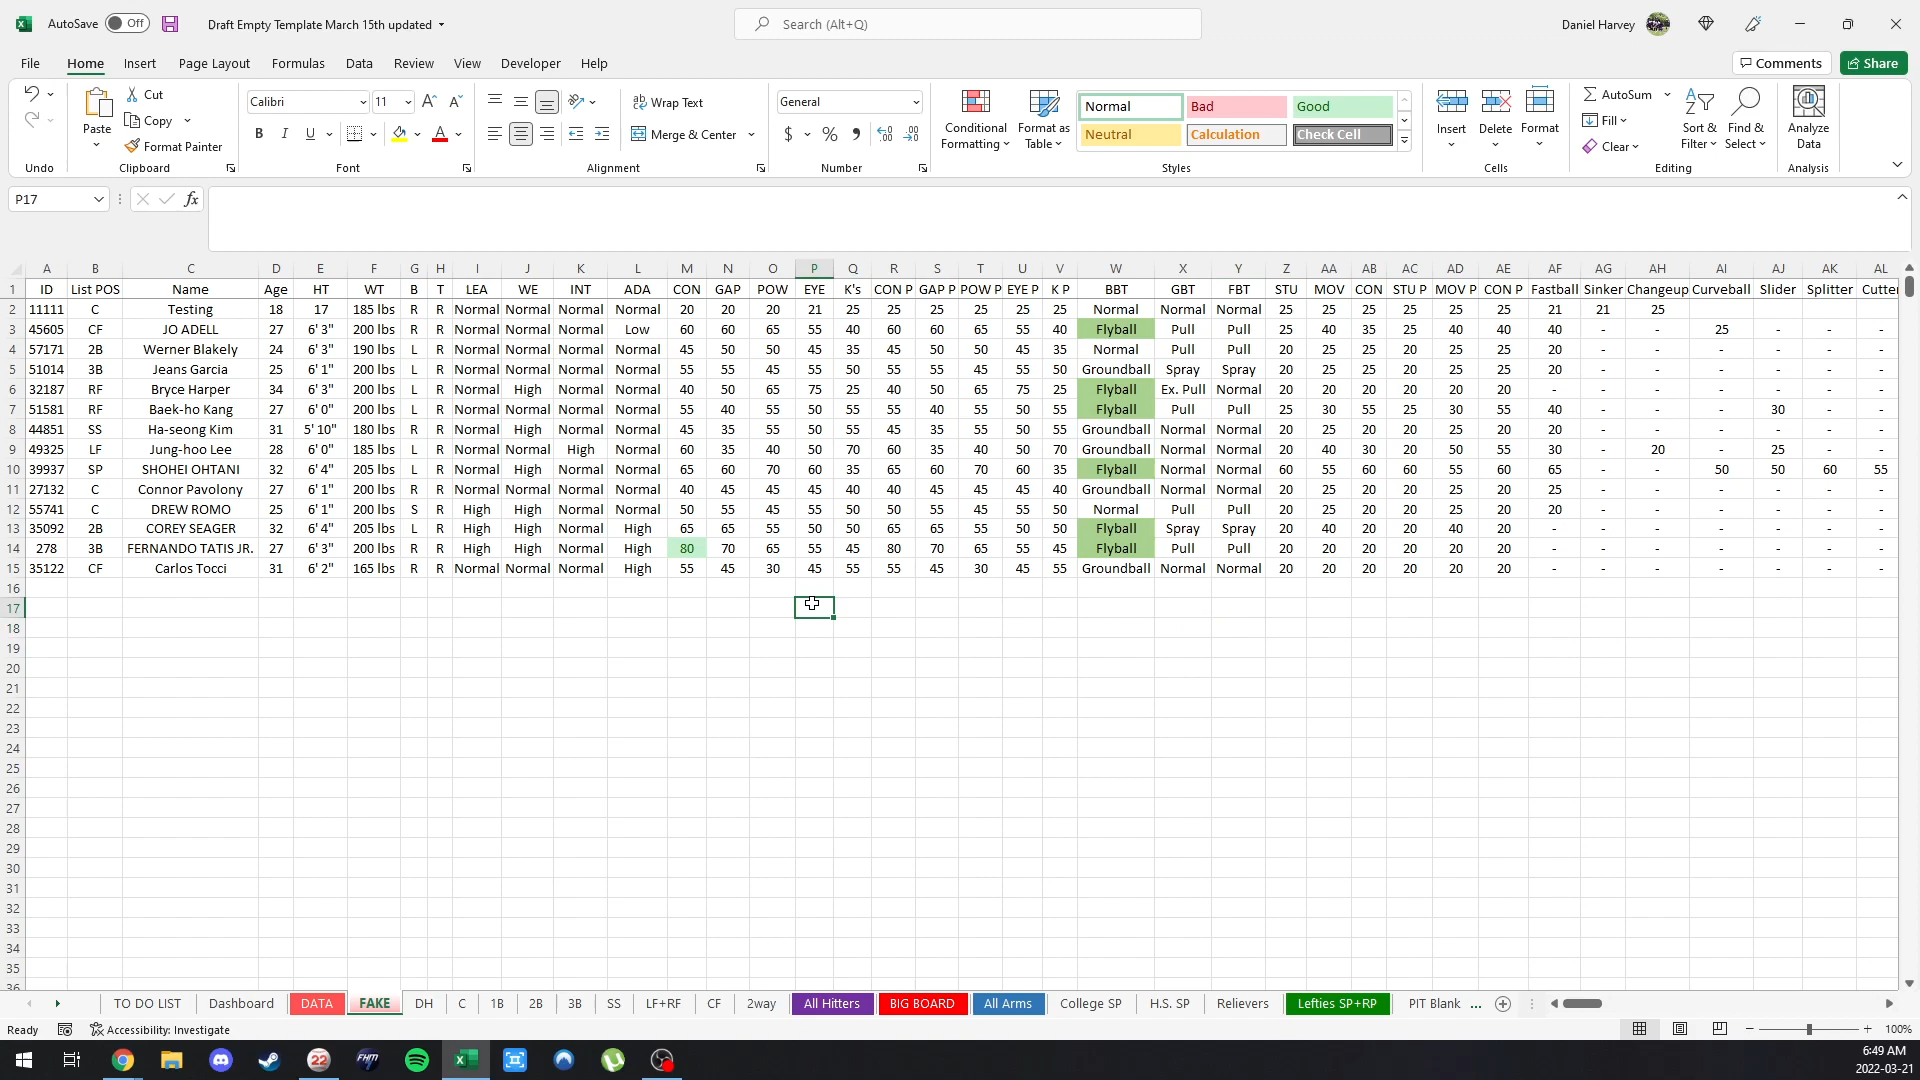 AutoSave Off Draft Empty Template March 15th updated Search (Alt+Q) Daniel Harvey
File Home Insert Page Layout Formulas Data Review View Developer Help Comments Share
Paste Cut Copy Format Painter Calibri 11 B I U A Wrap Text Merge & Center General $ % Conditional Formatting Format as Table Normal Bad Good Neutral Calculation Check Cell Insert Delete Format AutoSum Fill Clear Sort & Filter Find & Select Analyze Data
Undo Clipboard Font Alignment Number Styles Cells Editing Analysis
P17 fx
A B C D E F G H I J K L M N O P Q R S T U V W X Y Z AA AB AC AD AE AF AG AH AI AJ AK AL
1 ID List POS Name Age HT WT B T LEA WE INT ADA CON GAP POW EYE K's CON P GAP P POW P EYE P K P BBT GBT FBT STU MOV CON STU P MOV P CON P Fastball Sinker Changeup Curveball Slider Splitter Cutter
2 11111 C Testing 18 17 185 lbs R R Normal Normal Normal Normal 20 20 20 21 25 25 25 25 25 25 Normal Normal Normal 25 25 25 25 25 25 21 21 25
3 45605 CF JO ADELL 27 6' 3" 200 lbs R R Normal Normal Normal Low 60 60 65 55 40 60 60 65 55 40 Flyball Pull Pull 25 40 35 25 40 40 40 - - 25 - - -
4 57171 2B Werner Blakely 24 6' 3" 190 lbs L R Normal Normal Normal Normal 45 50 50 45 35 45 50 50 45 35 Normal Pull Pull 20 25 25 20 25 25 20 - - - - - -
5 51014 3B Jeans Garcia 25 6' 1" 200 lbs L R Normal Normal Normal Normal 55 55 45 55 50 55 55 45 55 50 Groundball Spray Spray 20 25 25 20 25 25 20 - - - - - -
6 32187 RF Bryce Harper 34 6' 3" 200 lbs L R Normal High Normal Normal 40 50 65 75 25 40 50 65 75 25 Flyball Ex. Pull Normal 20 20 20 20 20 20 - - - - - - -
7 51581 RF Baek-ho Kang 27 6' 0" 200 lbs L R Normal Normal Normal Normal 55 40 55 50 55 55 40 55 50 55 Flyball Pull Pull 25 30 55 25 30 55 40 - - - 30 - -
8 44851 SS Ha-seong Kim 31 5' 10" 180 lbs R R Normal High Normal Normal 45 35 55 50 55 45 35 55 50 55 Groundball Normal Normal 20 25 20 20 25 20 20 - - - - - -
9 49325 LF Jung-hoo Lee 28 6' 0" 185 lbs L R Normal Normal High Normal 60 35 40 50 70 60 35 40 50 70 Groundball Normal Normal 20 40 30 20 50 55 30 - 20 - 25 - -
10 39937 SP SHOHEI OHTANI 32 6' 4" 205 lbs L R Normal High Normal Normal 65 60 70 60 35 65 60 70 60 35 Flyball Normal Normal 60 55 60 60 55 60 65 - - 50 50 60 55
11 27132 C Connor Pavolony 27 6' 1" 200 lbs R R Normal Normal Normal Normal 40 45 45 45 40 40 45 45 45 40 Groundball Normal Normal 20 25 20 20 25 20 25 - - - - - -
12 55741 C DREW ROMO 25 6' 1" 200 lbs S R High High Normal Normal 50 55 45 55 50 50 55 45 55 50 Normal Pull Pull 20 25 20 20 25 20 20 - - - - - -
13 35092 2B COREY SEAGER 32 6' 4" 205 lbs L R High High Normal High 65 65 55 50 50 65 65 55 50 50 Flyball Spray Spray 20 40 20 20 40 20 - - - - - - -
14 278 3B FERNANDO TATIS JR. 27 6' 3" 200 lbs R R High High Normal High 80 70 65 55 45 80 70 65 55 45 Flyball Pull Pull 20 20 20 20 20 20 - - - - - - -
15 35122 CF Carlos Tocci 31 6' 2" 165 lbs R R Normal Normal Normal High 55 45 30 45 55 55 45 30 45 55 Groundball Normal Normal 20 20 20 20 20 20 - - - - - - -
16
17
18
19
20
21
22
23
24
25
26
27
28
29
30
31
32
33
34
35
36
TO DO LIST Dashboard DATA FAKE DH C 1B 2B 3B SS LF+RF CF 2way All Hitters BIG BOARD All Arms College SP H.S. SP Relievers Lefties SP+RP PIT Blank ...
Ready Accessibility: Investigate 100%
22 FHM 6:49 AM
2022-03-21